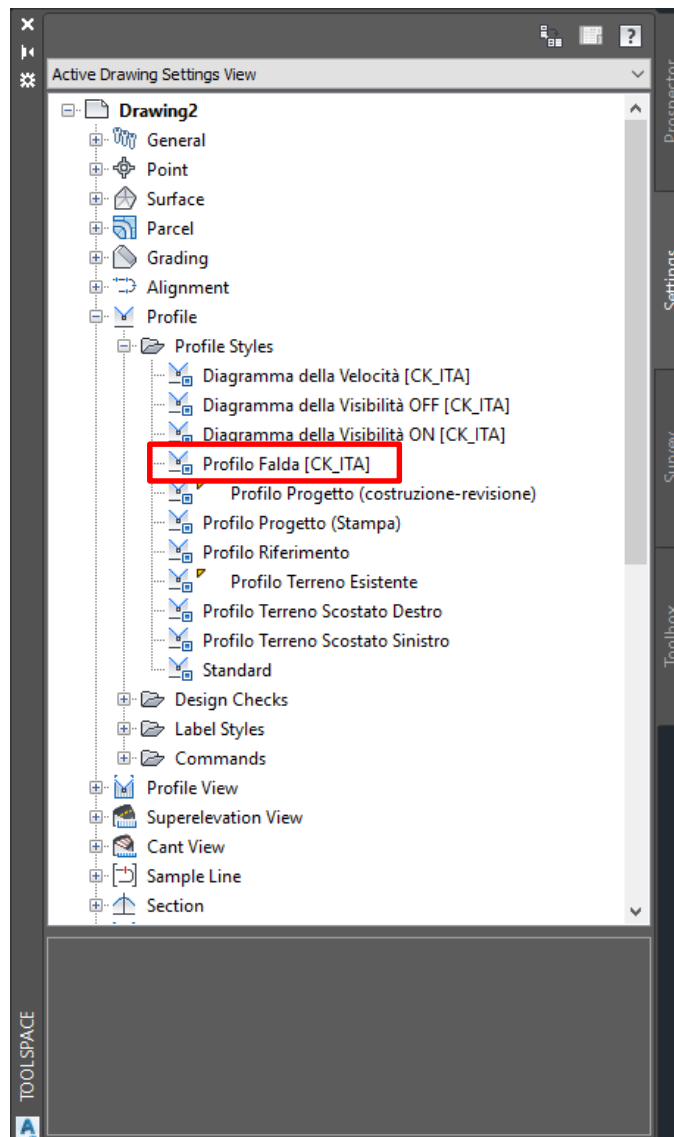 ?
Active Drawing Settings View
Drawing2
General
Point
Surface
Parcel
Grading
Alignment
Profile
Profile Styles
Diagramma della Velocità [CK_ITA]
Diagramma della Visibilità OFF [CK_ITA]
Diagramma della Visibilità ON [CK_ITA]
Profilo Falda [CK_ITA]
Profilo Progetto (costruzione-revisione)
Profilo Progetto (Stampa)
Profilo Riferimento
Profilo Terreno Esistente
Profilo Terreno Scostato Destro
Profilo Terreno Scostato Sinistro
Standard
Design Checks
Label Styles
Commands
Profile View
Superelevation View
Cant View
Sample Line
Section
Prospector
Settings
Survey
Toolbox
TOOLSPACE